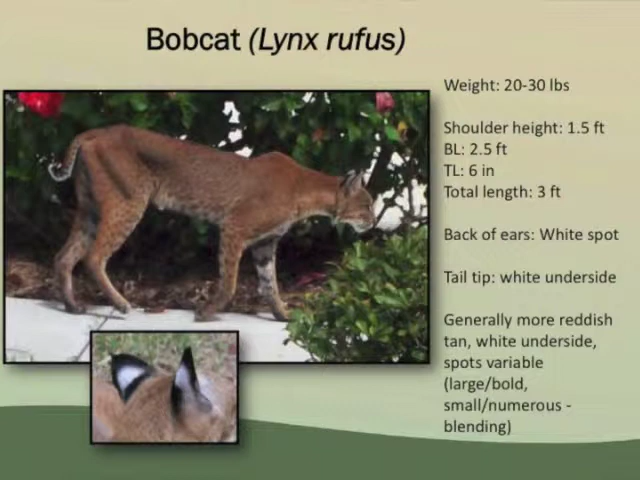 Bobcat (Lynx rufus)
Weight: 20-30 lbs
Shoulder height: 1.5 ft
BL: 2.5 ft
TL: 6 in
Total length: 3 ft
Back of ears: White spot
Tail tip: white underside
Generally more reddish
tan, white underside,
spots variable
(large/bold,
small/numerous -
blending)